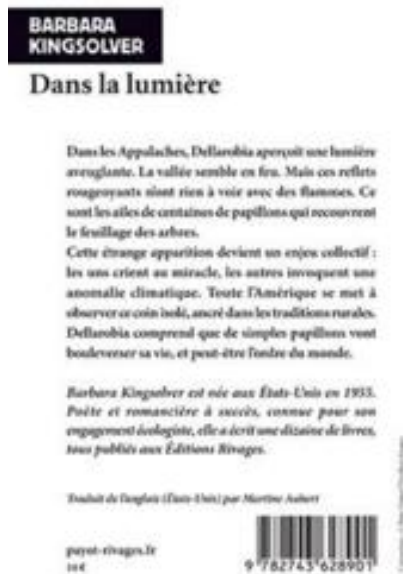 BARBARA
KINGSOLVER
Dans la lumière
Dans les Appalaches, Dellarobia aperçoit une lumière
aveuglante. La vallée semble en feu. Mais ces reflets
rougeoyants n'ont rien à voir avec des flammes. Ce
sont les ailes de centaines de papillons qui recouvrent
le feuillage des arbres.
Cette étrange apparition devient un enjeu collectif :
les uns crient au miracle, les autres invoquent une
anomalie climatique. Toute l'Amérique se met à
observer ce coin isolé, ancré dans les traditions rurales.
Dellarobia comprend que de simples papillons vont
bouleverser sa vie, et peut-être l'ordre du monde.
Barbara Kingsolver est née aux États-Unis en 1955.
Poète et romancière à succès, connue pour son
engagement écologiste, elle a écrit une dizaine de livres,
tous publiés aux Éditions Rivages.
Traduit de l'anglais (États-Unis) par Martine Aubert
payot-rivages.fr
9 782743 628901